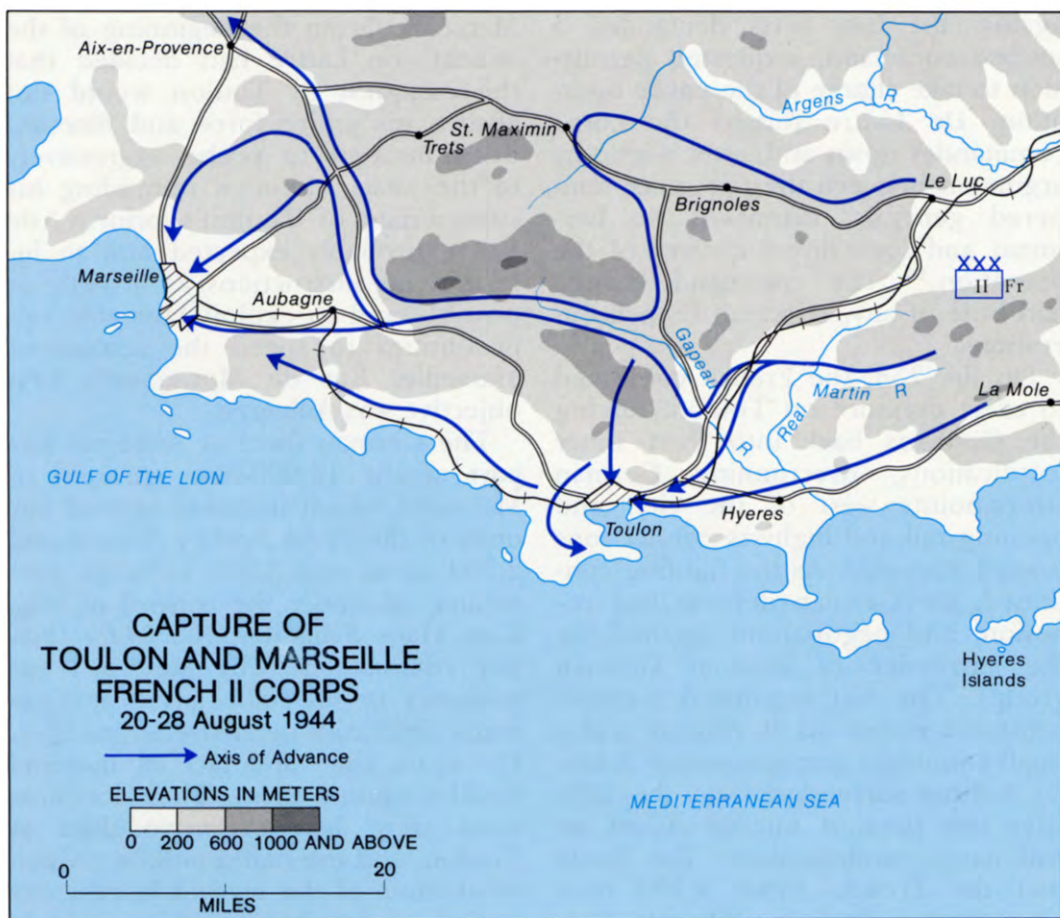 Aix-en-Provence
Argens R
St. Maximin
Trets
Le Luc
Brignoles
XXX
II Fr
Marseille
Aubagne
Gapeau R
Real Martin R
La Mole
GULF OF THE LION
Hyeres
Toulon
CAPTURE OF
TOULON AND MARSEILLE
FRENCH II CORPS
20-28 August 1944
Hyeres
Islands
Axis of Advance
ELEVATIONS IN METERS
0 200 600 1000 AND ABOVE
MEDITERRANEAN SEA
0 20
MILES